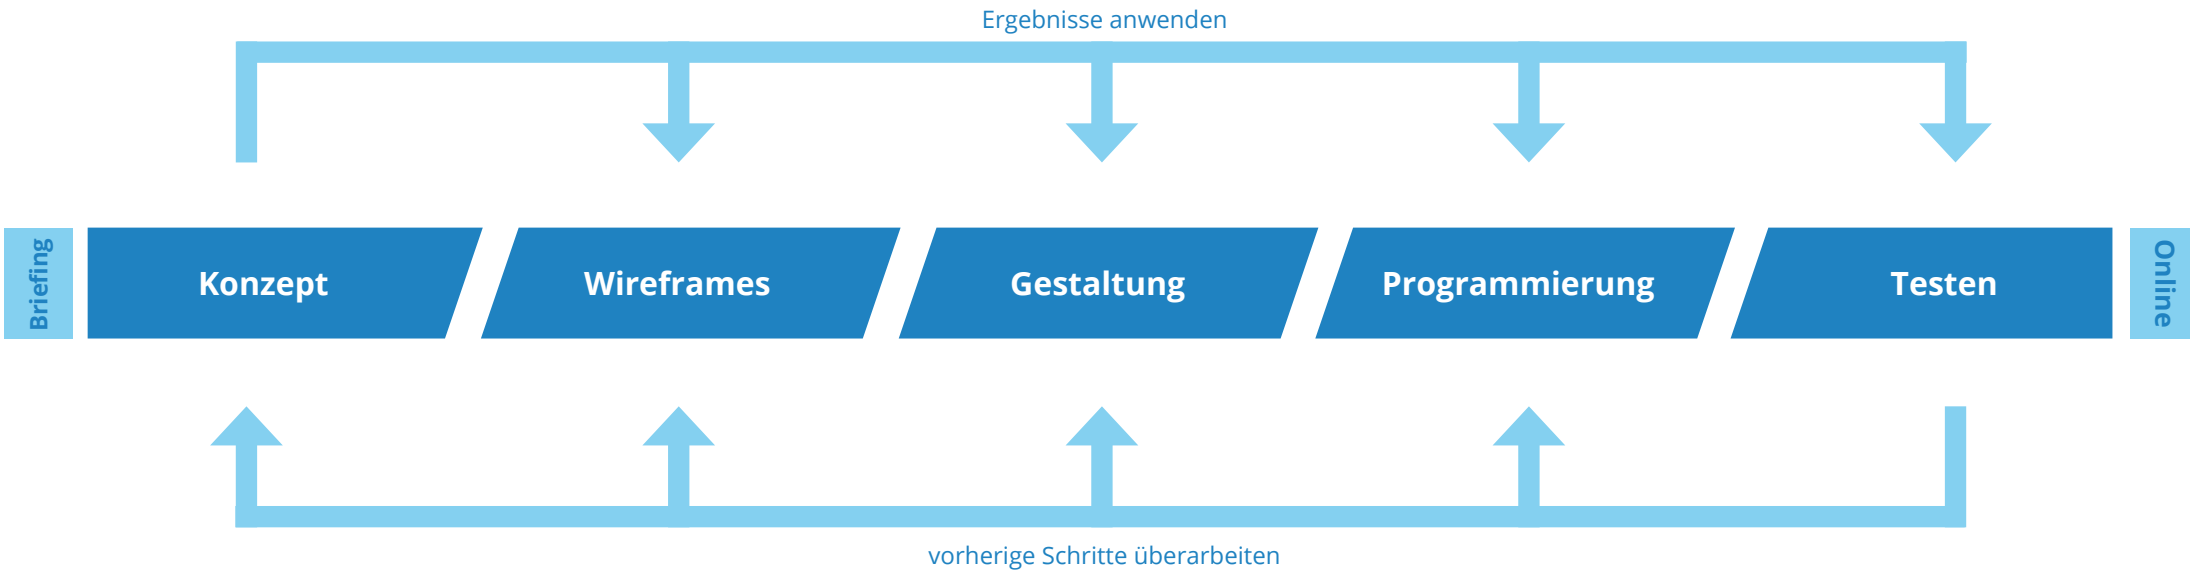 Ergebnisse anwenden
Briefing
Konzept
Wireframes
Gestaltung
Programmierung
Testen
Online
vorherige Schritte überarbeiten